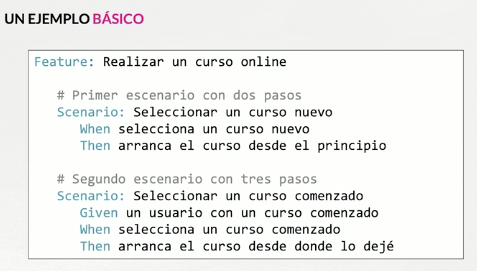 UN EJEMPLO BÁSICO
Feature: Realizar un curso online
# Primer escenario con dos pasos
Scenario: Seleccionar un curso nuevo
When selecciona un curso nuevo
Then arranca el curso desde el principio
# Segundo escenario con tres pasos
Scenario: Seleccionar un curso comenzado
Given un usuario con un curso comenzado
When selecciona un curso comenzado
Then arranca el curso desde donde lo dejé